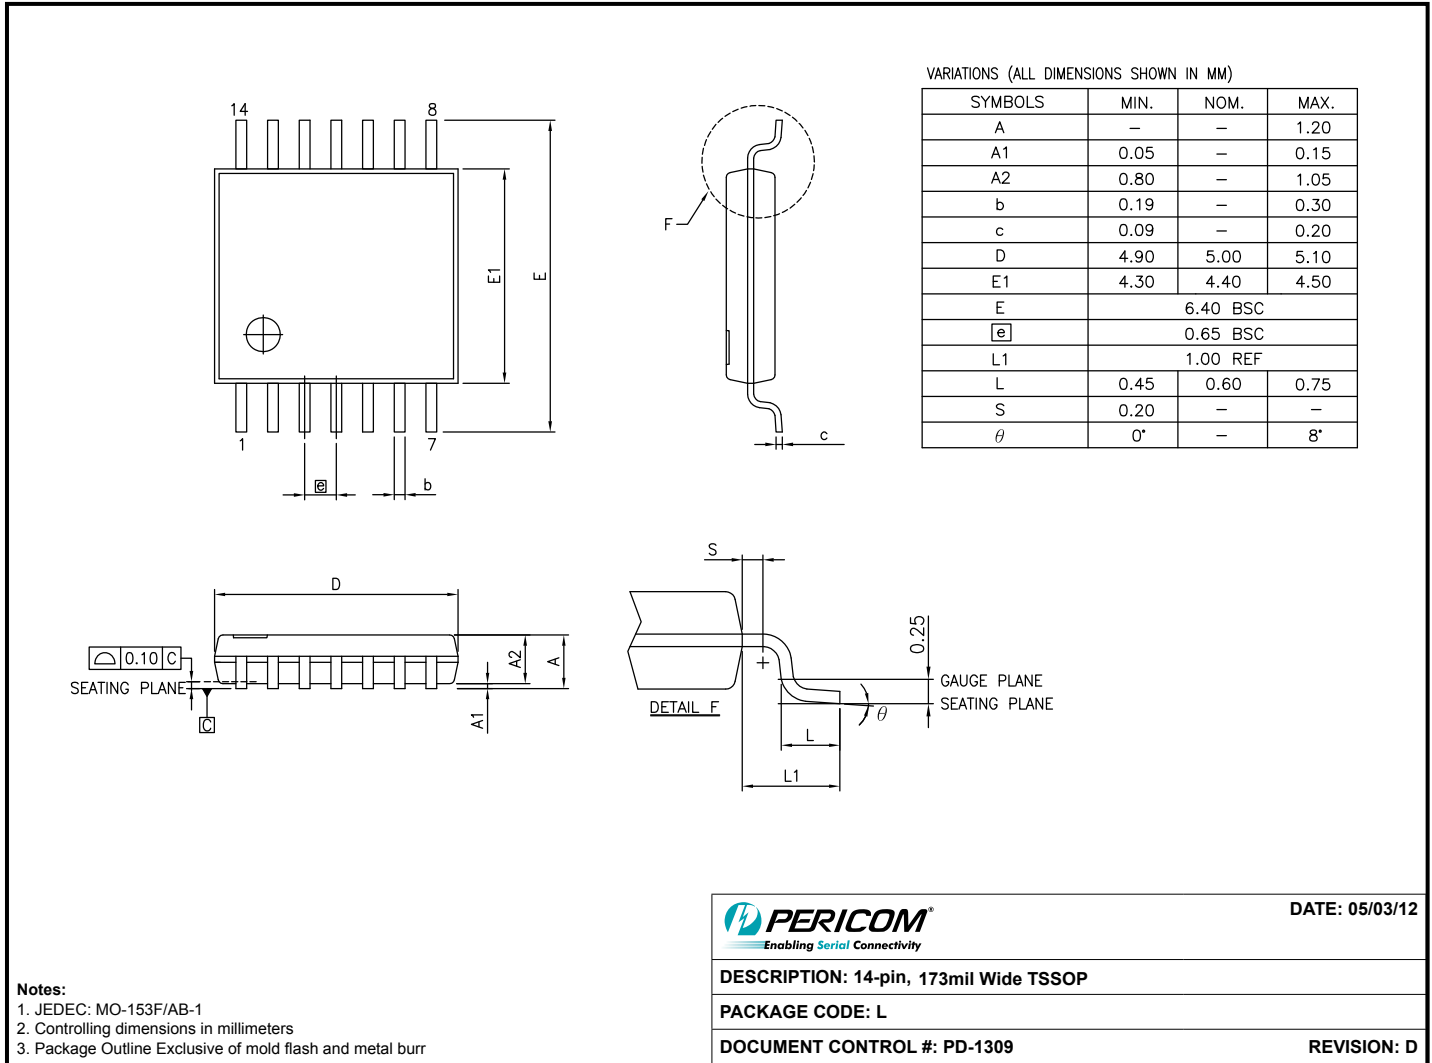 VARIATIONS (ALL DIMENSIONS SHOWN IN MM)
SYMBOLS MIN. NOM. MAX.
A – – 1.20
A1 0.05 – 0.15
A2 0.80 – 1.05
b 0.19 – 0.30
c 0.09 – 0.20
D 4.90 5.00 5.10
E1 4.30 4.40 4.50
E 6.40 BSC
e 0.65 BSC
L1 1.00 REF
L 0.45 0.60 0.75
S 0.20 – –
θ 0° – 8°
14 8
E1 E
1 7
e b
F
c
D
0.10 C
SEATING PLANE
C
A2 A
A1
S
0.25
GAUGE PLANE
SEATING PLANE
DETAIL F
θ
L
L1
PERICOM®
Enabling Serial Connectivity
DATE: 05/03/12
DESCRIPTION: 14-pin, 173mil Wide TSSOP
PACKAGE CODE: L
DOCUMENT CONTROL #: PD-1309 REVISION: D
Notes:
1. JEDEC: MO-153F/AB-1
2. Controlling dimensions in millimeters
3. Package Outline Exclusive of mold flash and metal burr